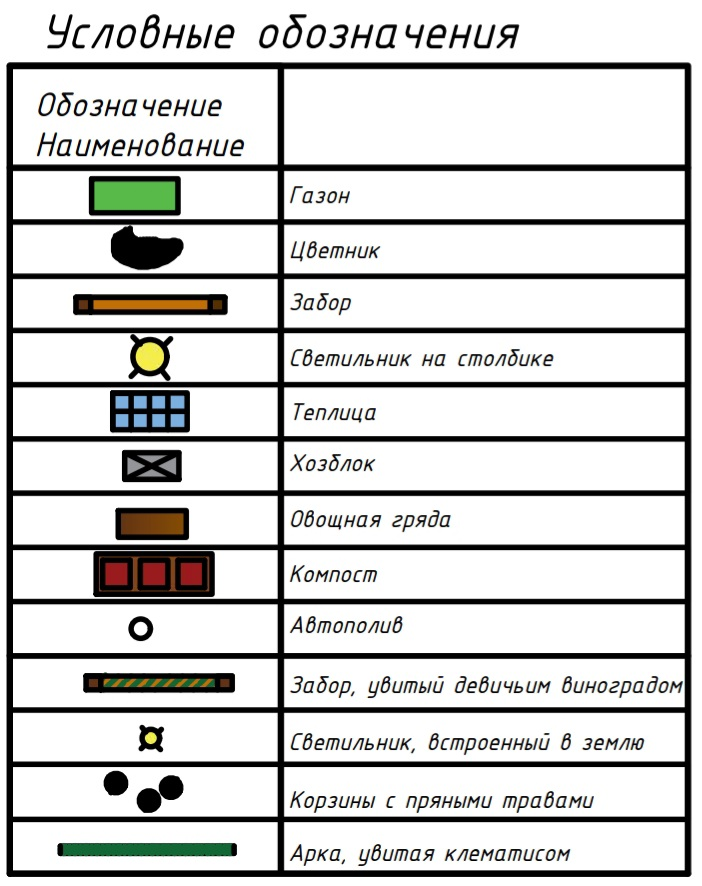 Условные обозначения
Обозначение
Наименование
Газон
Цветник
Забор
Светильник на столбике
Теплица
Хозблок
Овощная гряда
Компост
Автополив
Забор, увитый девичьим виноградом
Светильник, встроенный в землю
Корзины с пряными травами
Арка, увитая клематисом